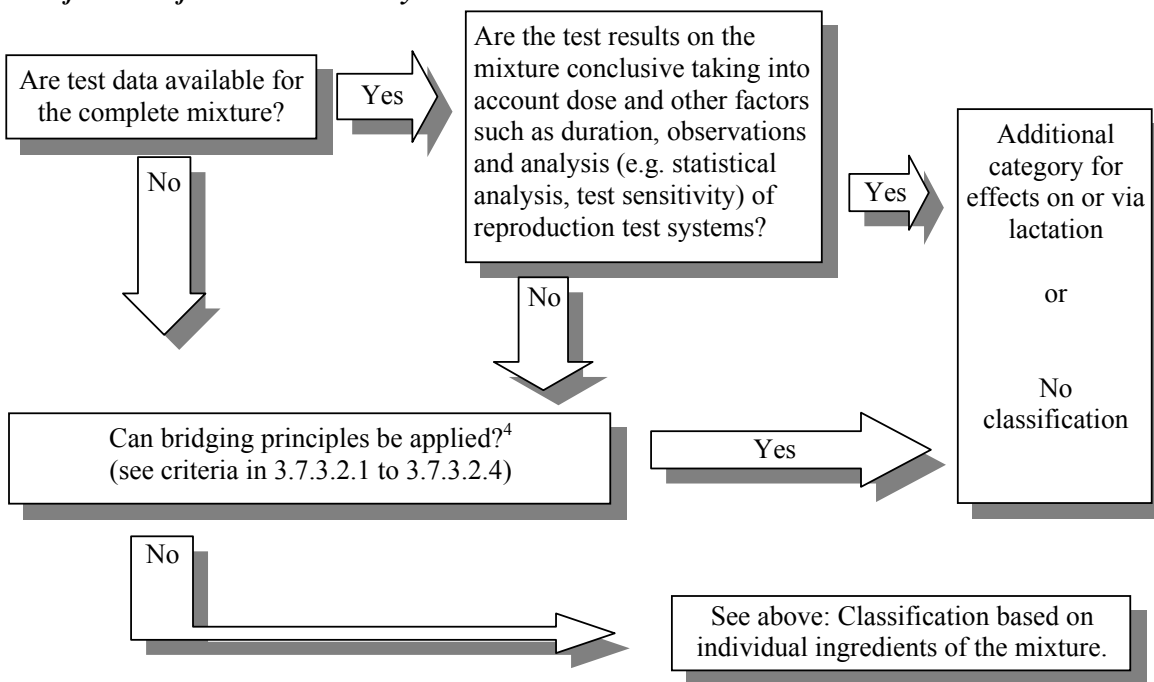 Are test data available for
the complete mixture?
Yes
Are the test results on the
mixture conclusive taking into
account dose and other factors
such as duration, observations
and analysis (e.g. statistical
analysis, test sensitivity) of
reproduction test systems?
Yes
Additional
category for
effects on or via
lactation
or
No
classification
No
No
Can bridging principles be applied?⁴
(see criteria in 3.7.3.2.1 to 3.7.3.2.4)
Yes
No
See above: Classification based on
individual ingredients of the mixture.